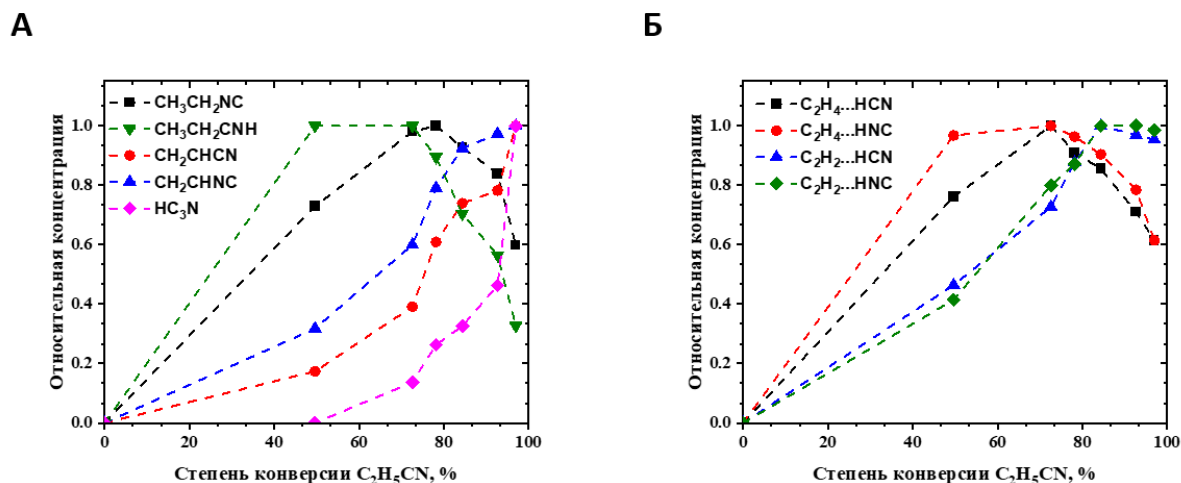 А
Относительная концентрация
1.0
0.8
0.6
0.4
0.2
0.0
CH₃CH₂NC
CH₃CH₂CNH
CH₂CHCN
CH₂CHNC
HC₃N
0 20 40 60 80 100
Степень конверсии C₂H₅CN, %
Б
Относительная концентрация
1.0
0.8
0.6
0.4
0.2
0.0
C₂H₄...HCN
C₂H₄...HNC
C₂H₂...HCN
C₂H₂...HNC
0 20 40 60 80 100
Степень конверсии C₂H₅CN, %